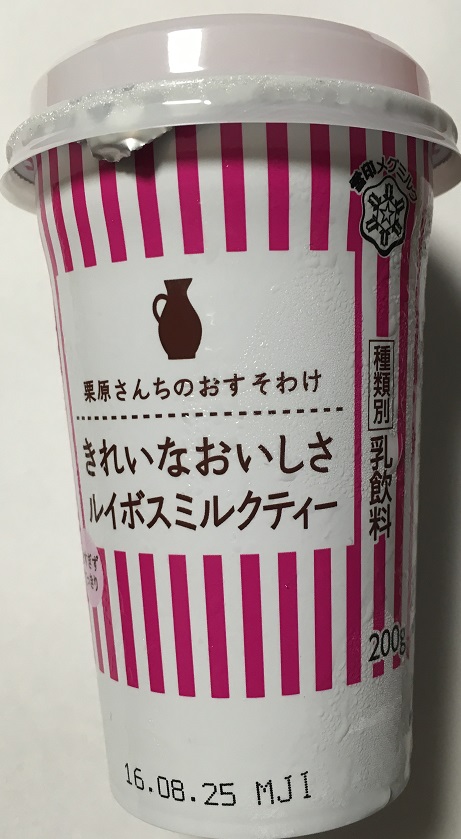 雪印メグミルク
栗原さんちのおすそわけ
きれいなおいしさ
ルイボスミルクティー
種類別
乳飲料
200g
16.08.25 MJI